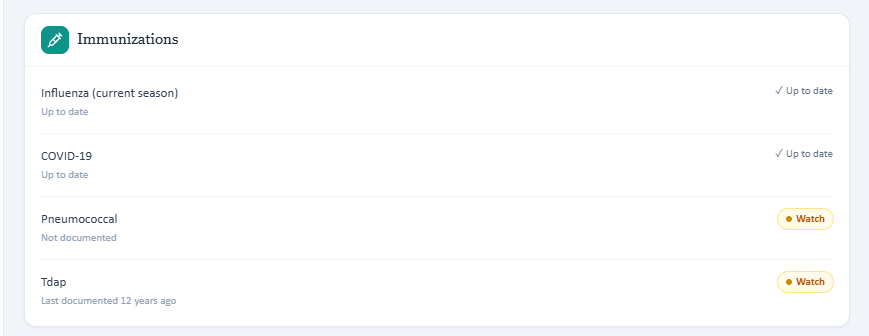 Immunizations
Influenza (current season)
✓ Up to date
Up to date
COVID-19
✓ Up to date
Up to date
Pneumococcal
Watch
Not documented
Tdap
Watch
Last documented 12 years ago